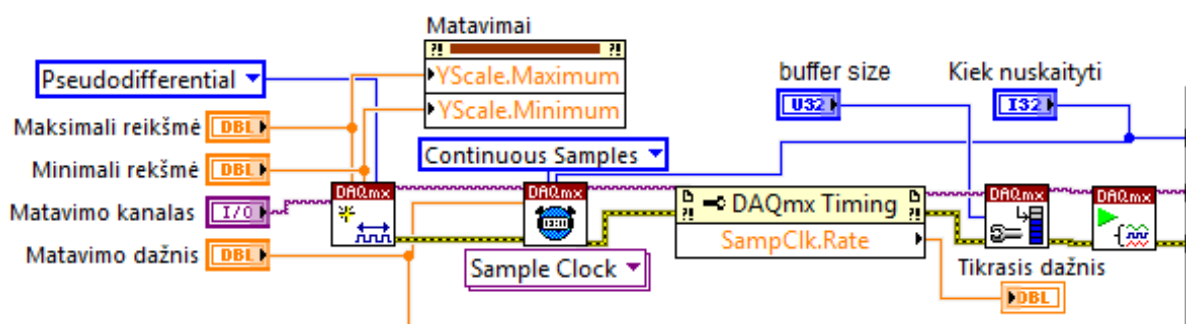 Matavimai
Pseudodifferential
YScale.Maximum
YScale.Minimum
buffer size
Kiek nuskaityti
U32
I32
Maksimali reikšmė DBL
Minimali rekšmė DBL
Continuous Samples
Matavimo kanalas I/O
DAQmx
DAQmx
DAQmx Timing
DAQmx
DAQmx
SampClk.Rate
Matavimo dažnis DBL
Sample Clock
Tikrasis dažnis
DBL